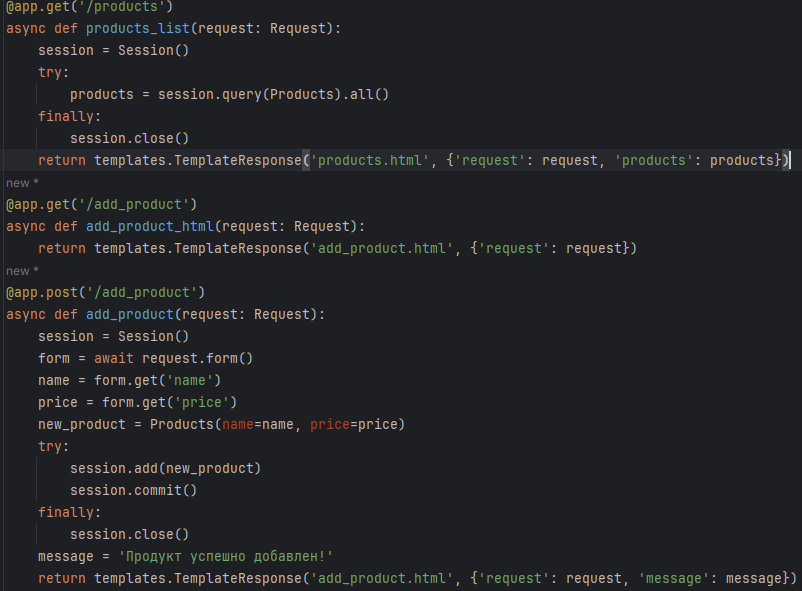 @app.get('/products')
async def products_list(request: Request):
    session = Session()
    try:
        products = session.query(Products).all()
    finally:
        session.close()
    return templates.TemplateResponse('products.html', {'request': request, 'products': products})
new *
@app.get('/add_product')
async def add_product_html(request: Request):
    return templates.TemplateResponse('add_product.html', {'request': request})
new *
@app.post('/add_product')
async def add_product(request: Request):
    session = Session()
    form = await request.form()
    name = form.get('name')
    price = form.get('price')
    new_product = Products(name=name, price=price)
    try:
        session.add(new_product)
        session.commit()
    finally:
        session.close()
    message = 'Продукт успешно добавлен!'
    return templates.TemplateResponse('add_product.html', {'request': request, 'message': message})